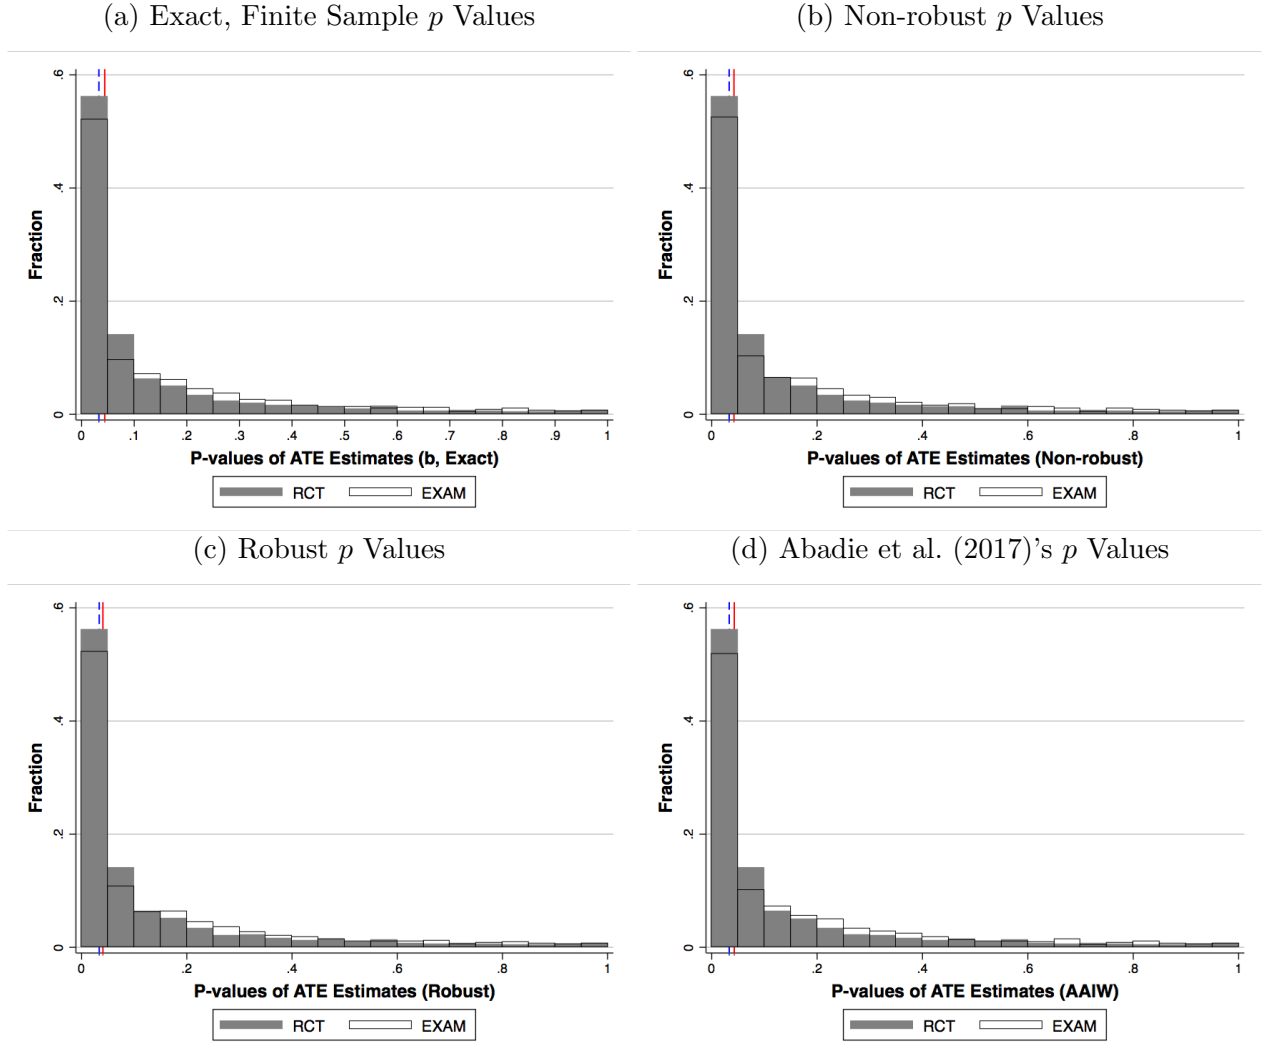 (a) Exact, Finite Sample p Values
Fraction
.6
.4
.2
0
0 .1 .2 .3 .4 .5 .6 .7 .8 .9 1
P-values of ATE Estimates (b, Exact)
RCT EXAM
(b) Non-robust p Values
Fraction
.6
.4
.2
0
0 .2 .4 .6 .8 1
P-values of ATE Estimates (Non-robust)
RCT EXAM
(c) Robust p Values
Fraction
.6
.4
.2
0
0 .2 .4 .6 .8 1
P-values of ATE Estimates (Robust)
RCT EXAM
(d) Abadie et al. (2017)'s p Values
Fraction
.6
.4
.2
0
0 .2 .4 .6 .8 1
P-values of ATE Estimates (AAIW)
RCT EXAM